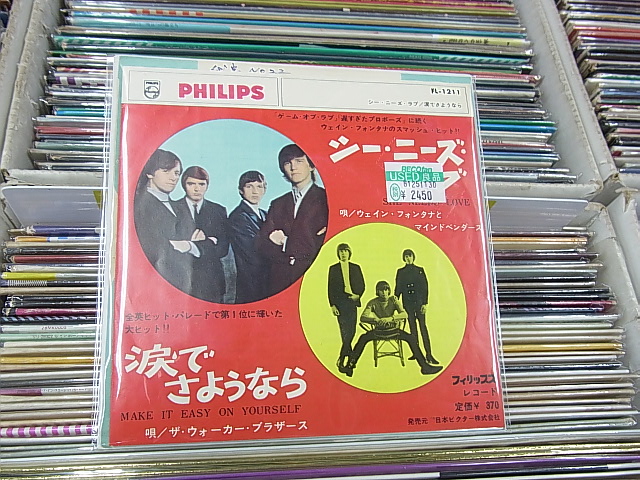 PHILIPS
PHILIPS
FL-1211
シー・ニーズ・ラブ/涙でさようなら
「ゲーム・オブ・ラブ」「遅すぎたプロポーズ」に続く
ウェイン・フォンタナのスマッシュ・ヒット!!
シー・ニーズ・
ブ
RECOfan
USED 良品
61251130
¥ 2450
LOVE
唄/ウェイン・フォンタナと
マインドベンダース
全英ヒット・パレードで第1位に輝いた
大ヒット!!
涙で
さようなら
MAKE IT EASY ON YOURSELF
唄/ザ・ウォーカー・ブラザース
フィリップス
レコード
定価¥ 370
発売元 日本ビクター株式会社